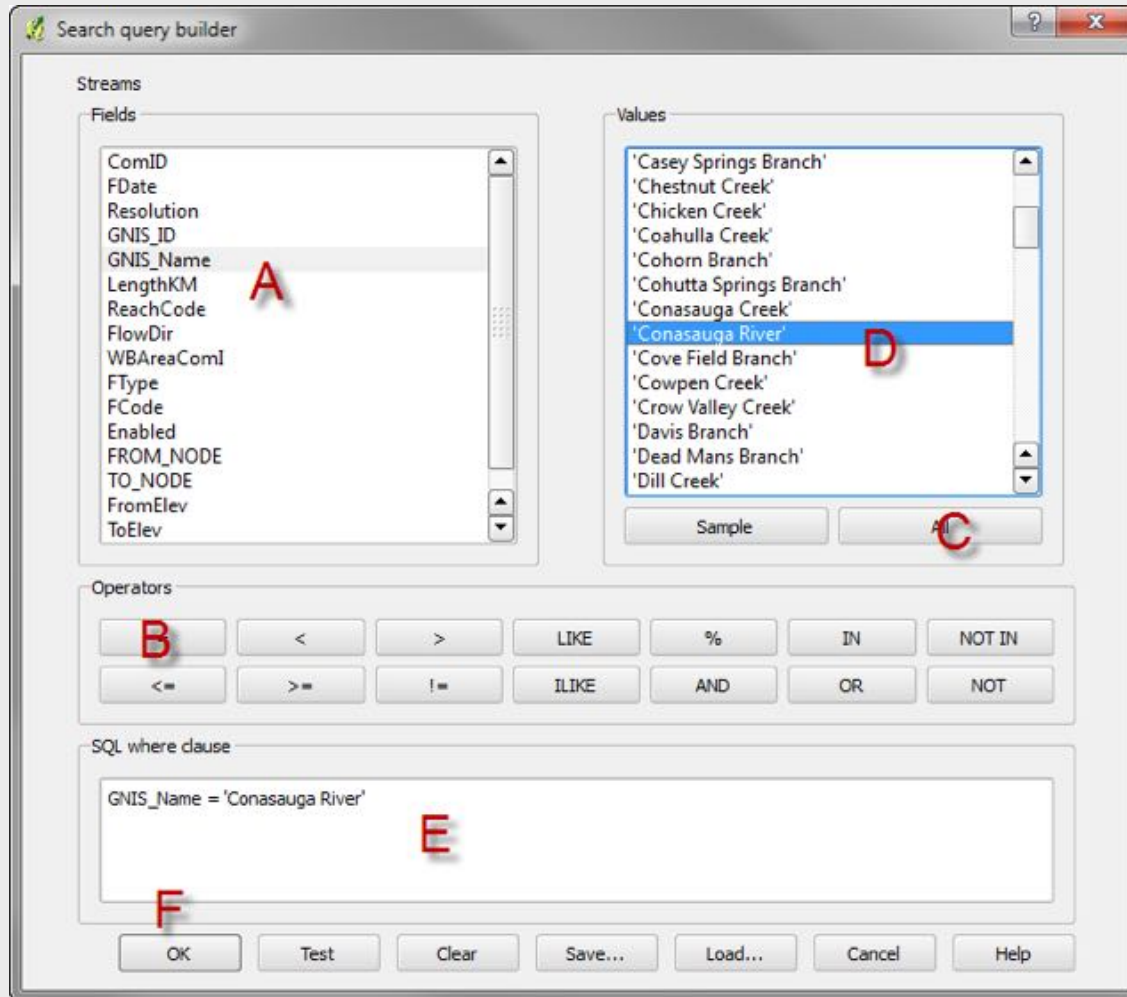 Search query builder
?
X
Streams
Fields
Values
ComID
FDate
Resolution
GNIS_ID
GNIS_Name
A
LengthKM
ReachCode
FlowDir
WBAreaComI
FType
FCode
Enabled
FROM_NODE
TO_NODE
FromElev
ToElev
'Casey Springs Branch'
'Chestnut Creek'
'Chicken Creek'
'Coahulla Creek'
'Cohorn Branch'
'Cohutta Springs Branch'
'Conasauga Creek'
'Conasauga River'
D
'Cove Field Branch'
'Cowpen Creek'
'Crow Valley Creek'
'Davis Branch'
'Dead Mans Branch'
'Dill Creek'
Sample
All
C
Operators
B < > LIKE % IN NOT IN
<= >= != ILIKE AND OR NOT
SQL where clause
GNIS_Name = 'Conasauga River'
E
F
OK Test Clear Save... Load... Cancel Help